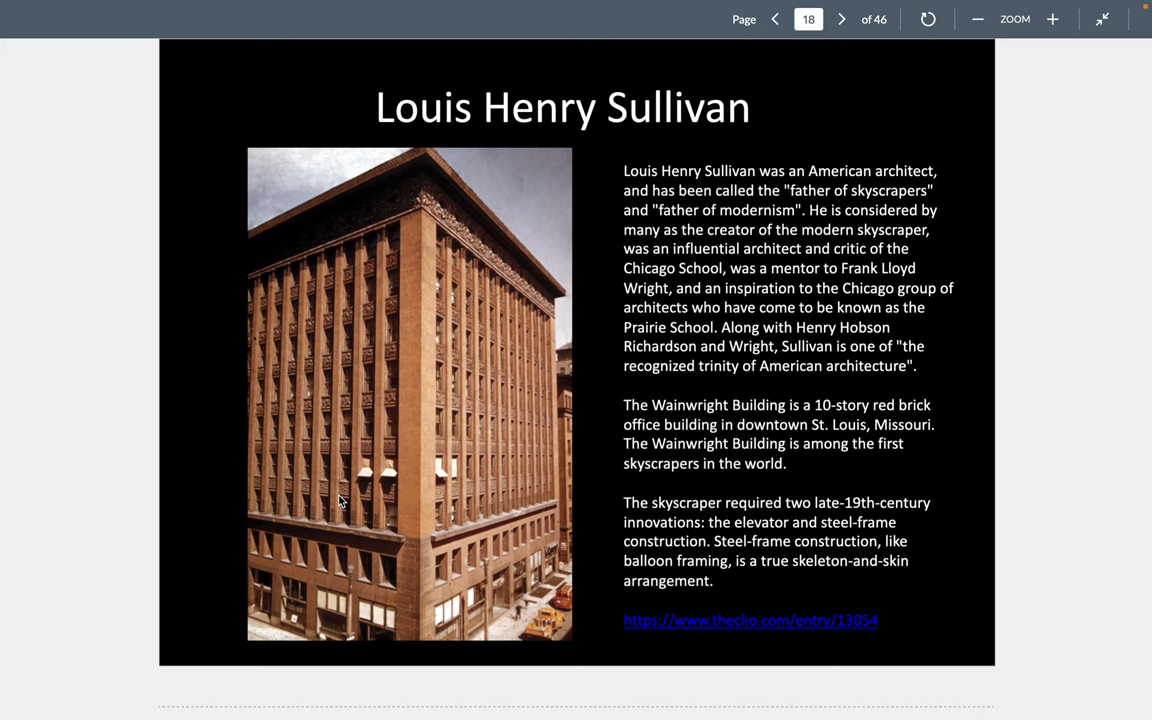 Page 18 of 46 ZOOM
Louis Henry Sullivan
Louis Henry Sullivan was an American architect,
and has been called the "father of skyscrapers"
and "father of modernism". He is considered by
many as the creator of the modern skyscraper,
was an influential architect and critic of the
Chicago School, was a mentor to Frank Lloyd
Wright, and an inspiration to the Chicago group of
architects who have come to be known as the
Prairie School. Along with Henry Hobson
Richardson and Wright, Sullivan is one of "the
recognized trinity of American architecture".
The Wainwright Building is a 10-story red brick
office building in downtown St. Louis, Missouri.
The Wainwright Building is among the first
skyscrapers in the world.
The skyscraper required two late-19th-century
innovations: the elevator and steel-frame
construction. Steel-frame construction, like
balloon framing, is a true skeleton-and-skin
arrangement.
https://www.theclio.com/entry/13054